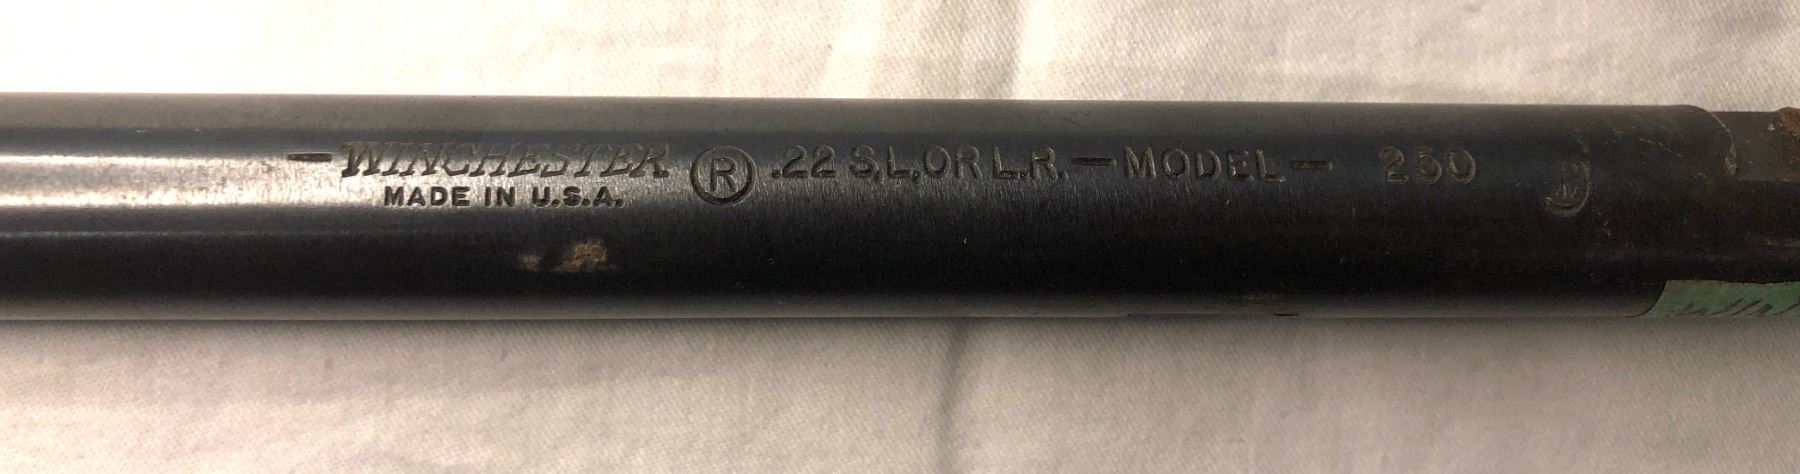 -WINCHESTER ® .22 S,L,OR L.R.-MODEL- 250
MADE IN U.S.A.